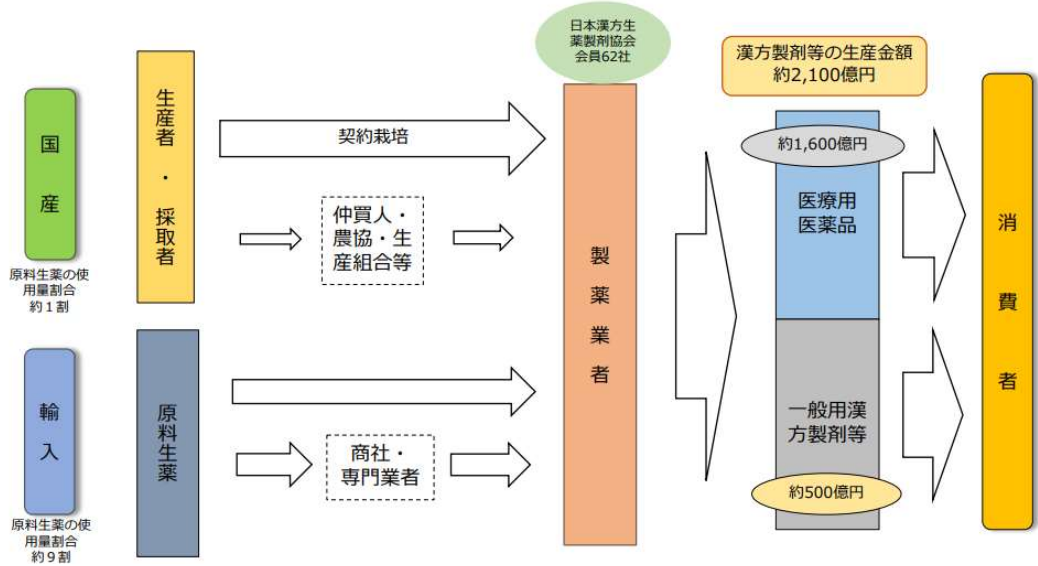 国産
原料生薬の使
用量割合
約1割
輸入
原料生薬の使
用量割合
約9割
生産者・採取者
原料生薬
契約栽培
仲買人・
農協・生
産組合等
商社・
専門業者
日本漢方生
薬製剤協会
会員62社
製薬業者
漢方製剤等の生産金額
約2,100億円
約1,600億円
医療用
医薬品
一般用漢
方製剤等
約500億円
消費者